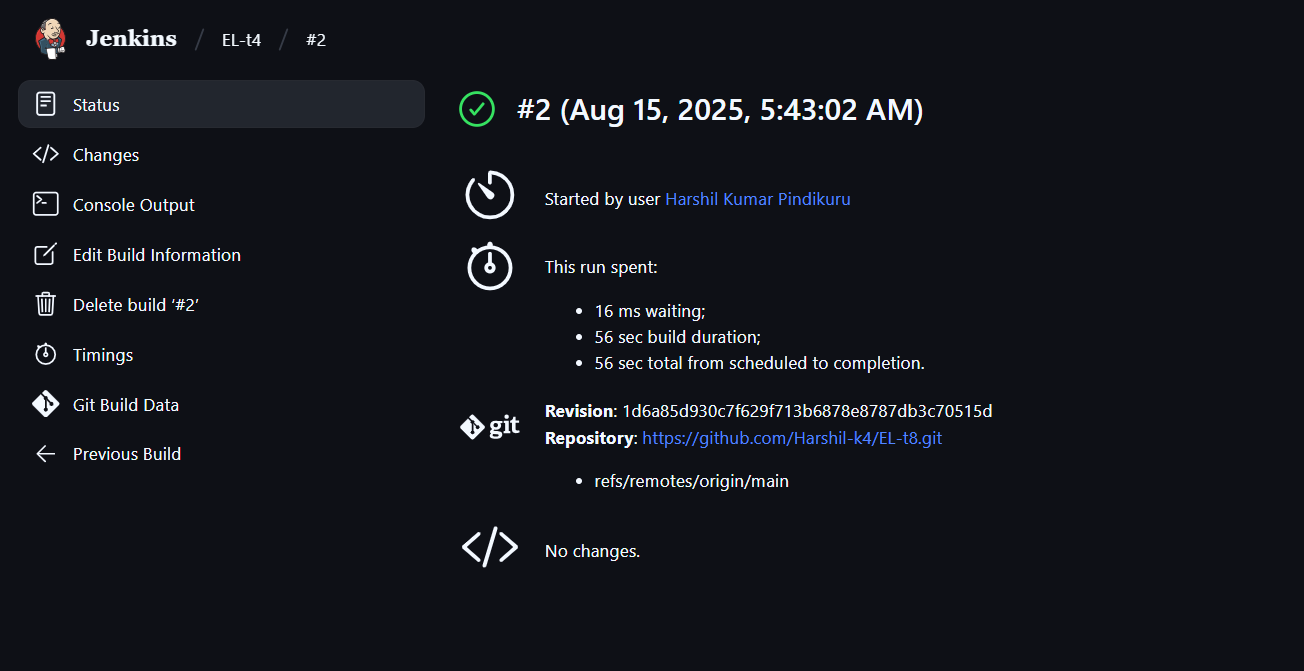 Jenkins / EL-t4 / #2
Status
Changes
Console Output
Edit Build Information
Delete build ‘#2’
Timings
Git Build Data
Previous Build
#2 (Aug 15, 2025, 5:43:02 AM)
Started by user Harshil Kumar Pindikuru
This run spent:
• 16 ms waiting;
• 56 sec build duration;
• 56 sec total from scheduled to completion.
git
Revision: 1d6a85d930c7f629f713b6878e8787db3c70515d
Repository: https://github.com/Harshil-k4/EL-t8.git
• refs/remotes/origin/main
No changes.